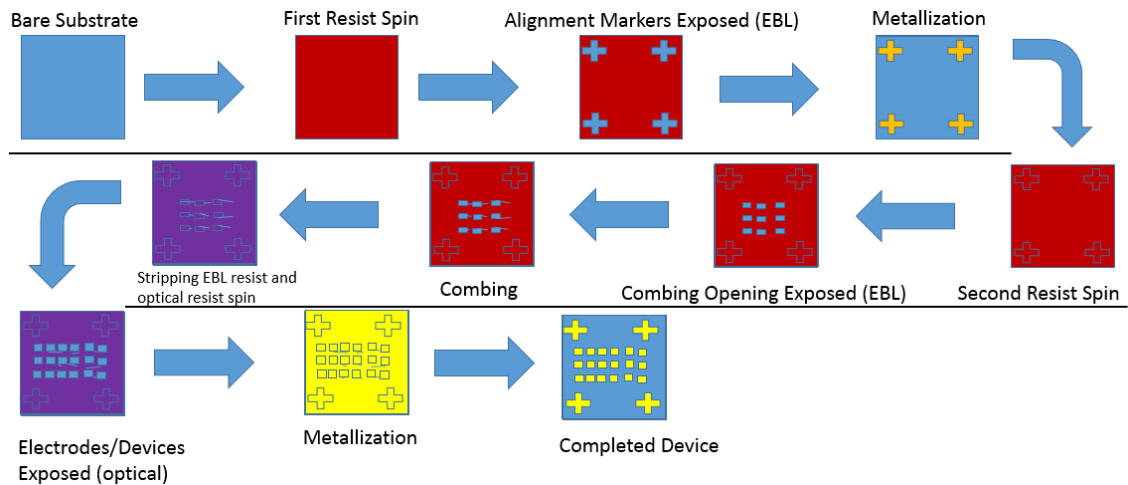 Bare Substrate
First Resist Spin
Alignment Markers Exposed (EBL)
Metallization
Second Resist Spin
Combing Opening Exposed (EBL)
Combing
Stripping EBL resist and
optical resist spin
Electrodes/Devices
Exposed (optical)
Metallization
Completed Device